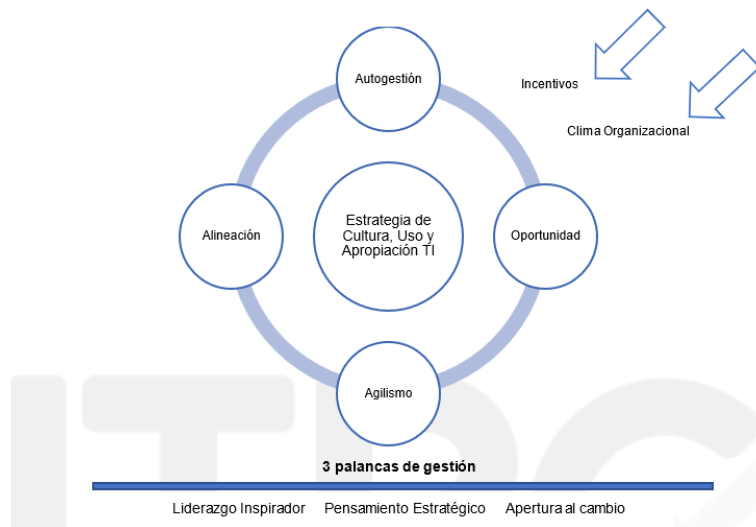 Autogestión
Incentivos
Clima Organizacional
Alineación
Estrategia de
Cultura, Uso y
Apropiación TI
Oportunidad
Agilismo
3 palancas de gestión
Liderazgo Inspirador Pensamiento Estratégico Apertura al cambio